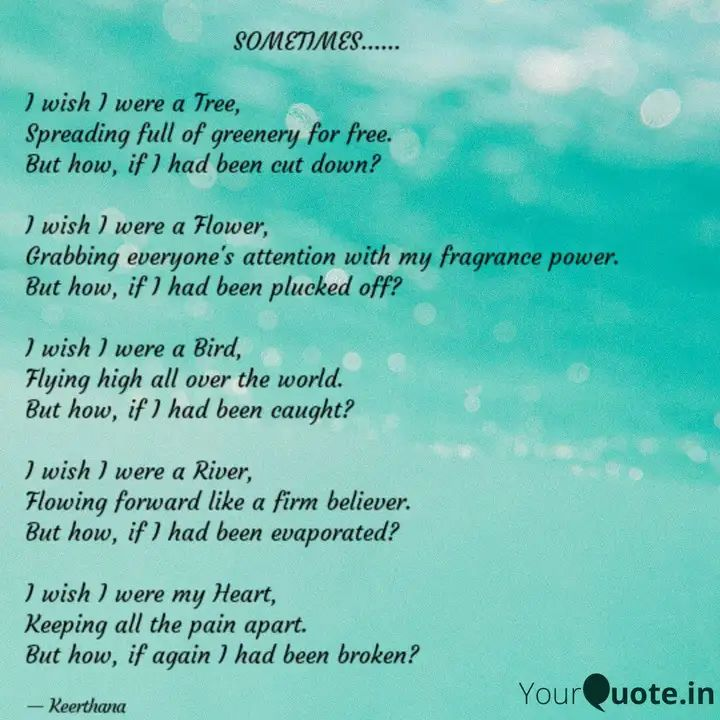 SOMETIMES......
I wish I were a Tree,
Spreading full of greenery for free.
But how, if I had been cut down?
I wish I were a Flower,
Grabbing everyone's attention with my fragrance power.
But how, if I had been plucked off?
I wish I were a Bird,
Flying high all over the world.
But how, if I had been caught?
I wish I were a River,
Flowing forward like a firm believer.
But how, if I had been evaporated?
I wish I were my Heart,
Keeping all the pain apart.
But how, if again I had been broken?
— Keerthana
YourQuote.in